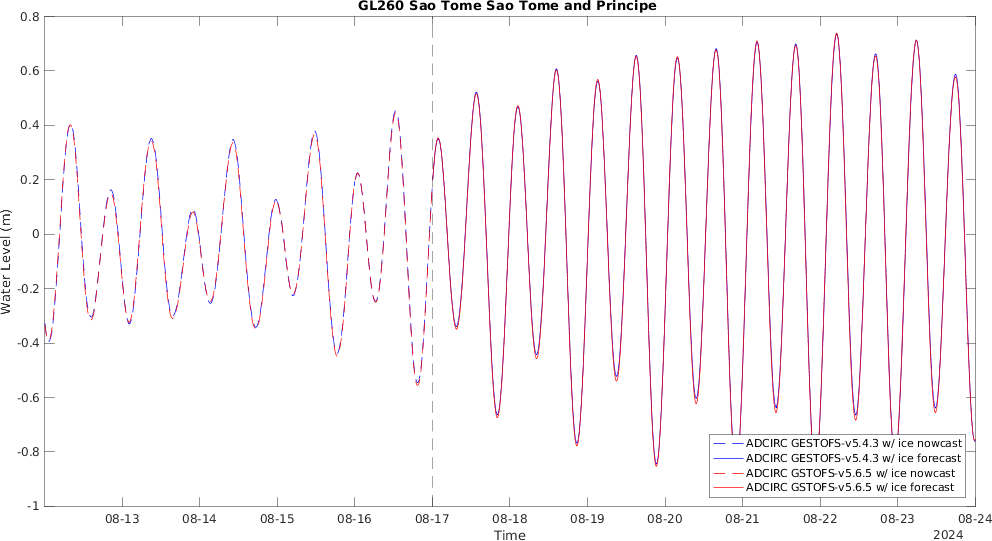 GL260 Sao Tome Sao Tome and Principe
0.8
0.6
0.4
0.2
0
-0.2
-0.4
-0.6
-0.8
-1
Water Level (m)
ADCIRC GESTOFS-v5.4.3 w/ ice nowcast
ADCIRC GESTOFS-v5.4.3 w/ ice forecast
ADCIRC GSTOFS-v5.6.5 w/ ice nowcast
ADCIRC GSTOFS-v5.6.5 w/ ice forecast
08-13 08-14 08-15 08-16 08-17 08-18 08-19 08-20 08-21 08-22 08-23 08-24
Time
2024